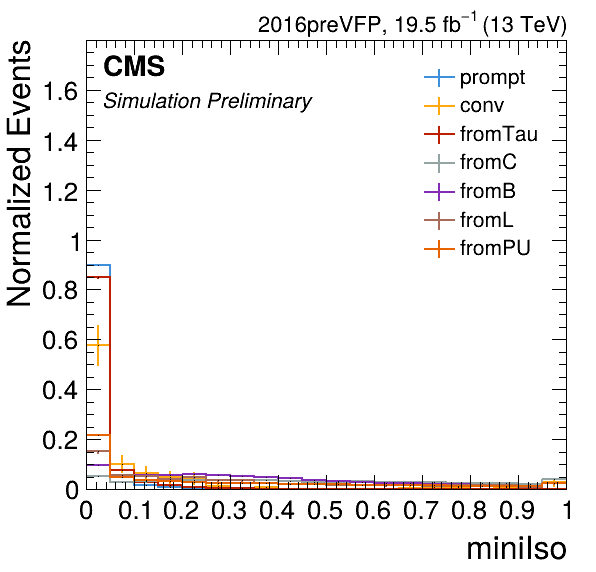 2016preVFP, 19.5 fb⁻¹ (13 TeV)
CMS
Simulation Preliminary
prompt
conv
fromTau
fromC
fromB
fromL
fromPU
Normalized Events
1.6
1.4
1.2
1
0.8
0.6
0.4
0.2
0
0 0.1 0.2 0.3 0.4 0.5 0.6 0.7 0.8 0.9 1
miniIso